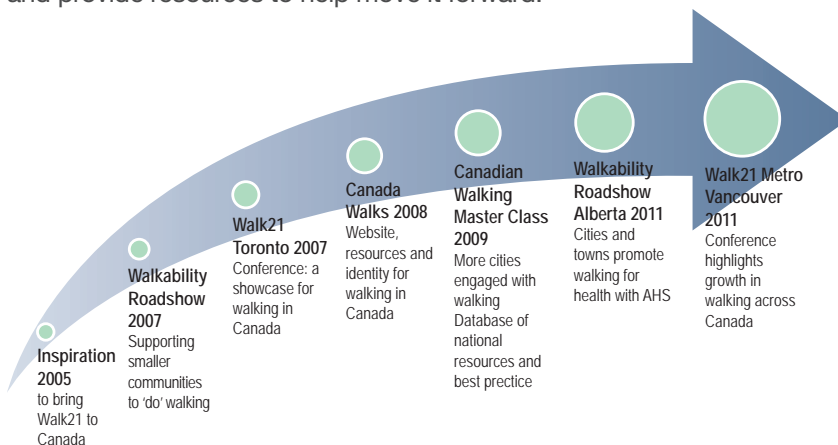 and provide resources to help move it forward.
Inspiration
2005
to bring
Walk21 to
Canada
Walkability
Roadshow
2007
Supporting
smaller
communities
to ‘do’ walking
Walk21
Toronto 2007
Conference: a
showcase for
walking in
Canada
Canada
Walks 2008
Website,
resources and
identity for
walking in
Canada
Canadian
Walking
Master Class
2009
More cities
engaged with
walking
Database of
national
resources and
best prectice
Walkability
Roadshow
Alberta 2011
Cities and
towns promote
walking for
health with AHS
Walk21 Metro
Vancouver
2011
Conference
highlights
growth in
walking across
Canada